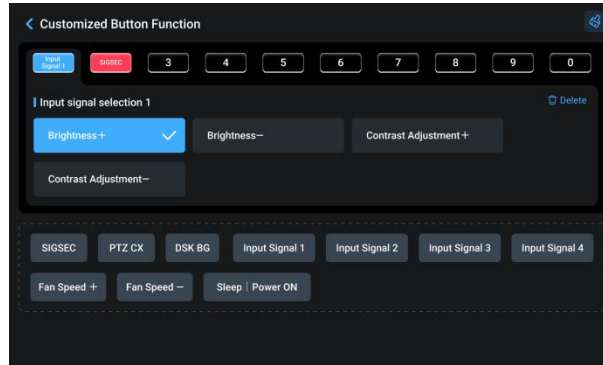 Customized Button Function
Input Signal 1 SIGSEC 3 4 5 6 7 8 9 0
Input signal selection 1 Delete
Brightness+ Brightness− Contrast Adjustment+
Contrast Adjustment−
SIGSEC PTZ CX DSK BG Input Signal 1 Input Signal 2 Input Signal 3 Input Signal 4
Fan Speed + Fan Speed − Sleep | Power ON